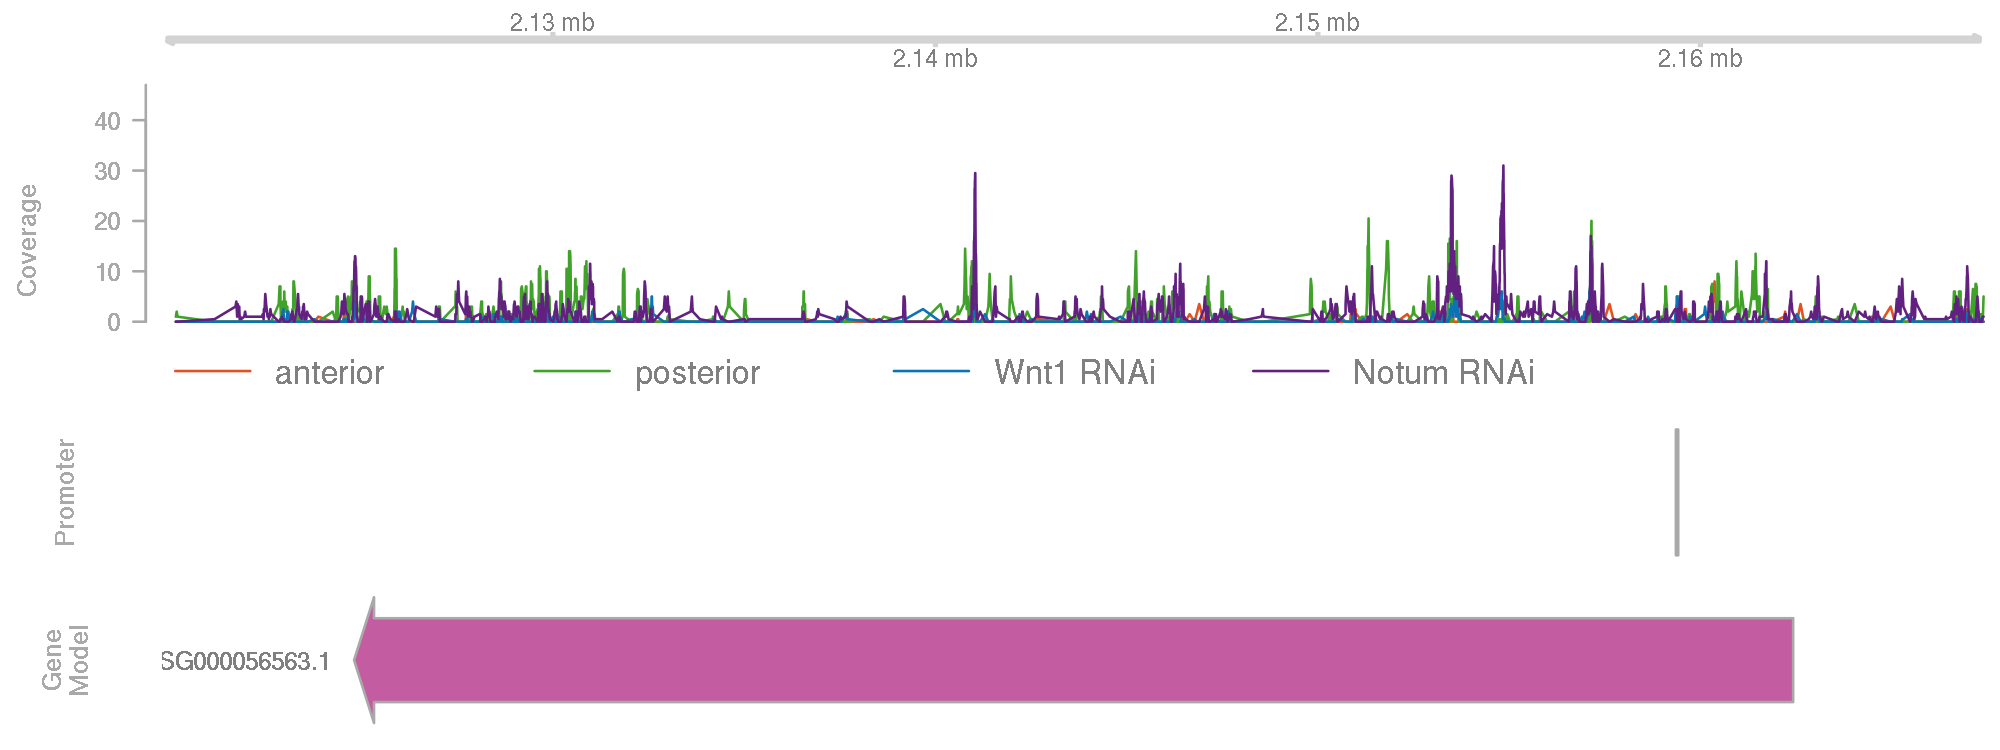 2.13 mb
2.15 mb
2.14 mb
2.16 mb
Coverage
40
30
20
10
0
anterior
posterior
Wnt1 RNAi
Notum RNAi
Promoter
Gene
Model
SG000056563.1